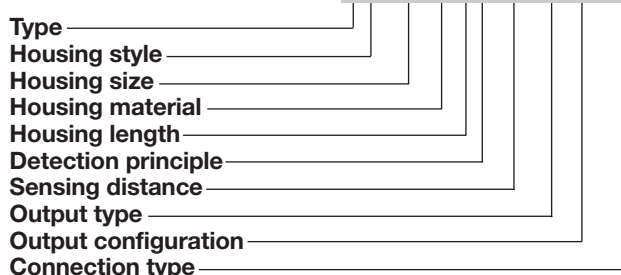 Type
Housing style
Housing size
Housing material
Housing length
Detection principle
Sensing distance
Output type
Output configuration
Connection type